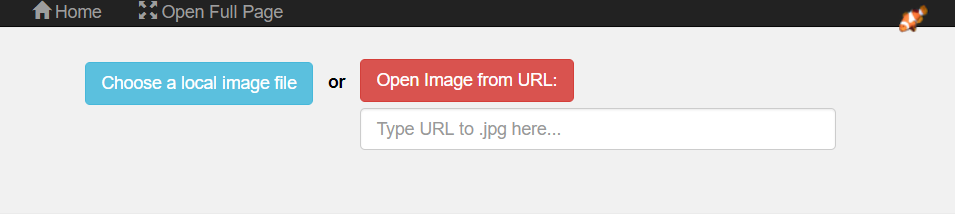 Home Open Full Page
Choose a local image file or Open Image from URL:
Type URL to .jpg here...